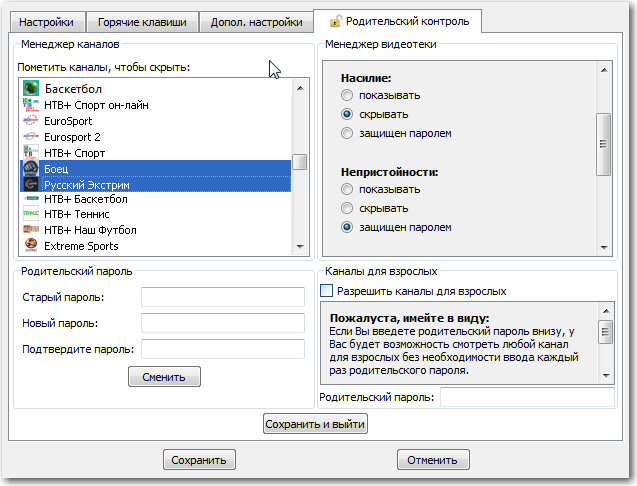 Настройки
Горячие клавиши
Допол. настройки
Родительский контроль
Менеджер каналов
Пометить каналы, чтобы скрыть:
Баскетбол
НТВ+ Спорт он-лайн
EuroSport
Eurosport 2
НТВ+ Спорт
Боец
Русский Экстрим
НТВ+ Баскетбол
НТВ+ Теннис
НТВ+ Наш Футбол
Extreme Sports
Менеджер видеотеки
Насилие:
показывать
скрывать
защищен паролем
Непристойности:
показывать
скрывать
защищен паролем
Родительский пароль
Старый пароль:
Новый пароль:
Подтвердите пароль:
Сменить
Каналы для взрослых
Разрешить каналы для взрослых
Пожалуста, имейте в виду:
Если Вы введете родительский пароль внизу, у
Вас будет возможность смотреть любой канал
для взрослых без необходимости ввода каждый
раз родительского пароля.
Родительский пароль:
Сохранить и выйти
Сохранить
Отменить